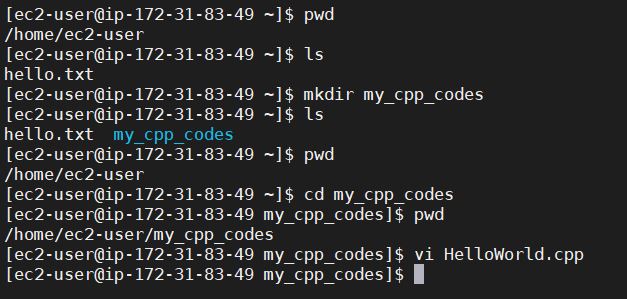 [ec2-user@ip-172-31-83-49 ~]$ pwd
/home/ec2-user
[ec2-user@ip-172-31-83-49 ~]$ ls
hello.txt
[ec2-user@ip-172-31-83-49 ~]$ mkdir my_cpp_codes
[ec2-user@ip-172-31-83-49 ~]$ ls
hello.txt  my_cpp_codes
[ec2-user@ip-172-31-83-49 ~]$ pwd
/home/ec2-user
[ec2-user@ip-172-31-83-49 ~]$ cd my_cpp_codes
[ec2-user@ip-172-31-83-49 my_cpp_codes]$ pwd
/home/ec2-user/my_cpp_codes
[ec2-user@ip-172-31-83-49 my_cpp_codes]$ vi HelloWorld.cpp
[ec2-user@ip-172-31-83-49 my_cpp_codes]$